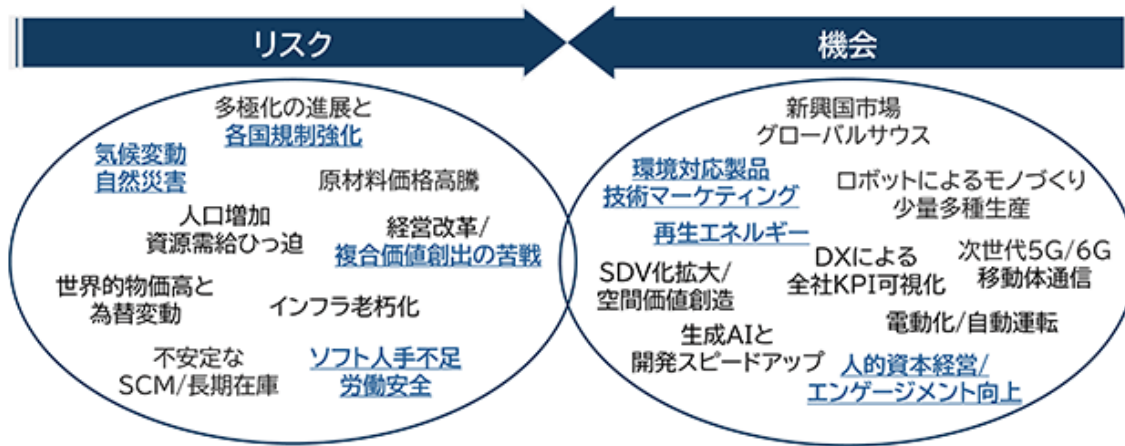 リスク
多極化の進展と
各国規制強化
気候変動
自然災害
原材料価格高騰
人口増加
資源需給ひっ迫
経営改革/
複合価値創出の苦戦
世界的物価高と
為替変動
インフラ老朽化
不安定な
SCM/長期在庫
ソフト人手不足
労働安全
機会
新興国市場
グローバルサウス
環境対応製品
技術マーケティング
ロボットによるモノづくり
少量多種生産
再生エネルギー
SDV化拡大/
空間価値創造
DXによる
全社KPI可視化
次世代5G/6G
移動体通信
生成AIと
開発スピードアップ
電動化/自動運転
人的資本経営/
エンゲージメント向上